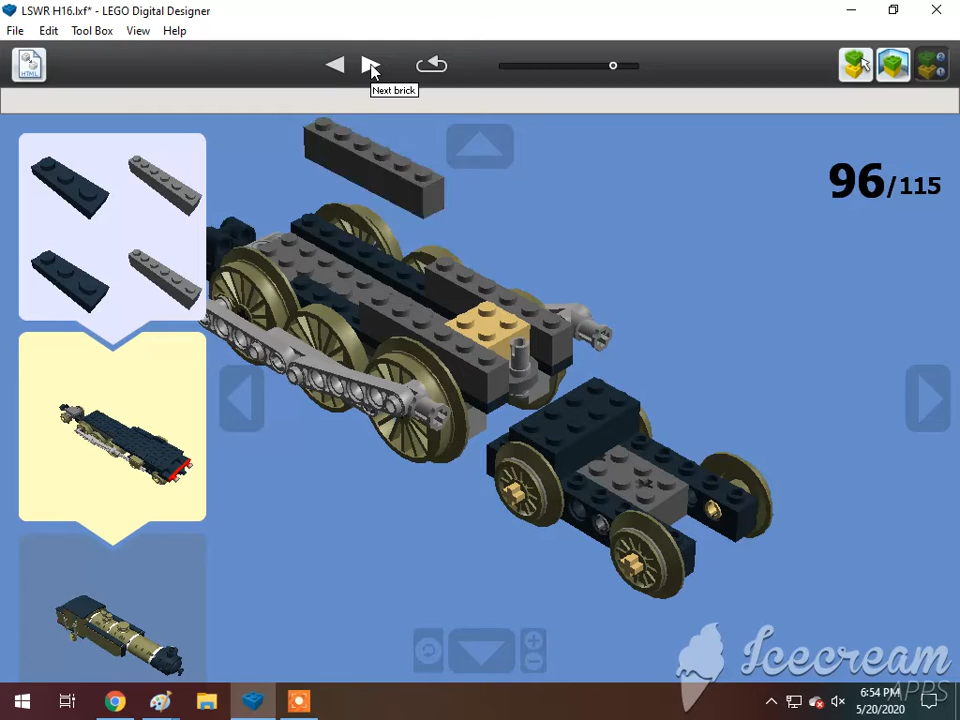 LSWR H16.lxf* - LEGO Digital Designer
File Edit Tool Box View Help
HTML
Next brick
96/115
Icecream
APPS
6:54 PM
5/20/2020